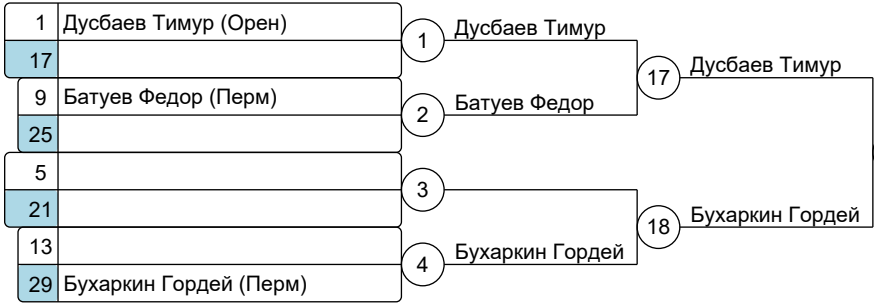 1 Дусбаев Тимур (Орен)
17
1 Дусбаев Тимур
9 Батуев Федор (Перм)
25
2 Батуев Федор
17 Дусбаев Тимур
5
21
3
13
29 Бухаркин Гордей (Перм)
4 Бухаркин Гордей
18 Бухаркин Гордей